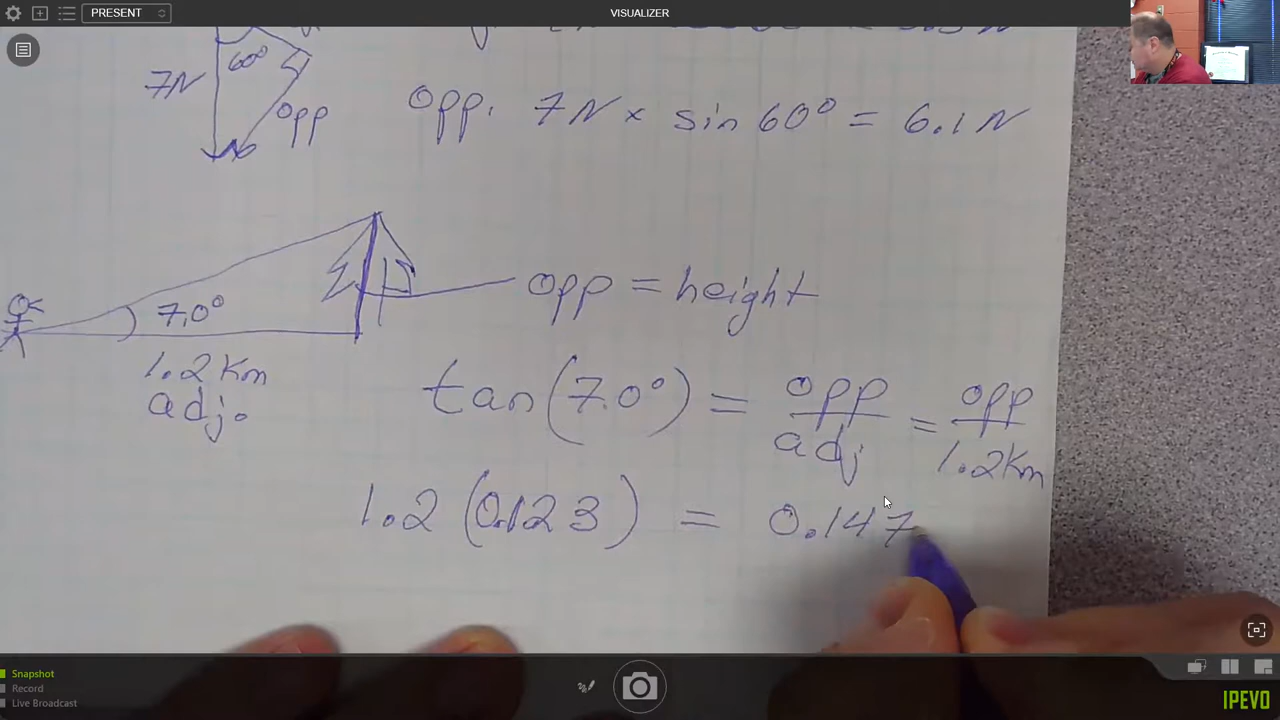 PRESENT
VISUALIZER
60°
7N
opp
opp: 7N × sin 60° = 6.1 N
7.0°
opp = height
1.2 Km
adj.
tan(7.0°) = opp/adj = opp/1.2Km
1.2 (0.123) = 0.147
Snapshot
Record
Live Broadcast
IPEVO